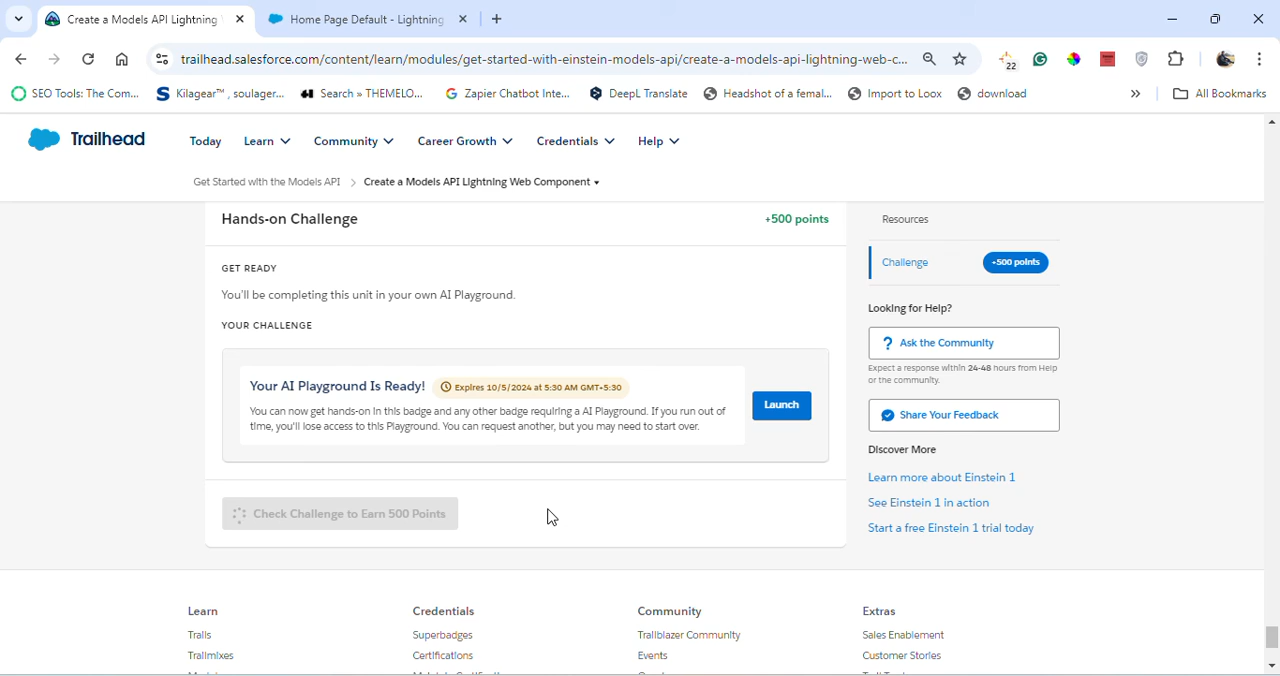 Create a Models API Lightning
Home Page Default - Lightning
trailhead.salesforce.com/content/learn/modules/get-started-with-einstein-models-api/create-a-models-api-lightning-web-c...
22
SEO Tools: The Com...
Kilagear™ , soulager...
Search » THEMELO...
Zapier Chatbot Inte...
DeepL Translate
Headshot of a femal...
Import to Loox
download
»
All Bookmarks
Trailhead
Today
Learn
Community
Career Growth
Credentials
Help
Get Started with the Models API > Create a Models API Lightning Web Component
Hands-on Challenge
+500 points
GET READY
You'll be completing this unit in your own AI Playground.
YOUR CHALLENGE
Your AI Playground Is Ready!
Expires 10/5/2024 at 5:30 AM GMT+5:30
You can now get hands-on in this badge and any other badge requiring a AI Playground. If you run out of
time, you'll lose access to this Playground. You can request another, but you may need to start over.
Launch
Check Challenge to Earn 500 Points
Resources
Challenge
+500 points
Looking for Help?
? Ask the Community
Expect a response within 24-48 hours from Help
or the community.
Share Your Feedback
Discover More
Learn more about Einstein 1
See Einstein 1 in action
Start a free Einstein 1 trial today
Learn
Credentials
Community
Extras
Trails
Superbadges
Trailblazer Community
Sales Enablement
Trailmixes
Certifications
Events
Customer Stories